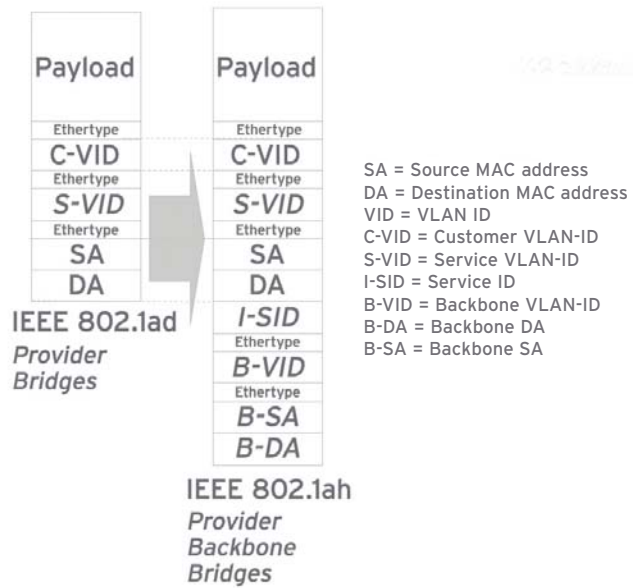 Payload
Ethertype
C-VID
Ethertype
S-VID
Ethertype
SA
DA
IEEE 802.1ad
Provider
Bridges
Payload
Ethertype
C-VID
Ethertype
S-VID
Ethertype
SA
DA
I-SID
Ethertype
B-VID
Ethertype
B-SA
B-DA
IEEE 802.1ah
Provider
Backbone
Bridges
SA = Source MAC address
DA = Destination MAC address
VID = VLAN ID
C-VID = Customer VLAN-ID
S-VID = Service VLAN-ID
I-SID = Service ID
B-VID = Backbone VLAN-ID
B-DA = Backbone DA
B-SA = Backbone SA